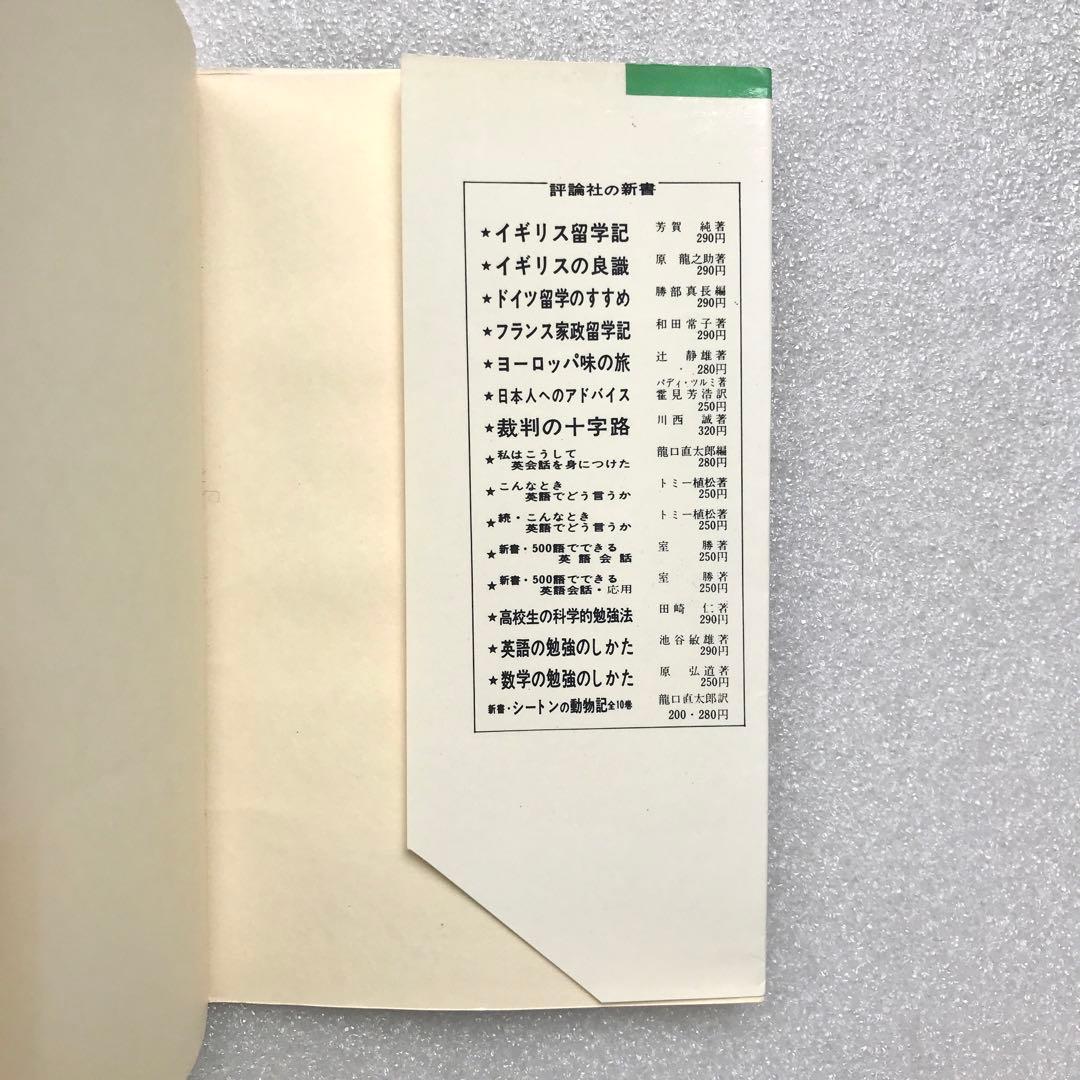 評論社の新書
★イギリス留学記 芳賀 純著
290円
★イギリスの良識 原 龍之助著
290円
★ドイツ留学のすすめ 勝部真長編
290円
★フランス家政留学記 和田常子著
290円
★ヨーロッパ味の旅 辻 静雄著
280円
★日本人へのアドバイス パディ・ツルミ著
霍見芳浩訳
250円
★裁判の十字路 川西 誠著
320円
★私はこうして 龍口直太郎編
英会話を身につけた 280円
★こんなとき トミー植松著
英語でどう言うか 250円
★続・こんなとき トミー植松著
英語でどう言うか 250円
★新書・500語でできる 室 勝著
英語会話 250円
★新書・500語でできる 室 勝著
英語会話・応用 250円
★高校生の科学的勉強法 田崎 仁著
290円
★英語の勉強のしかた 池谷敏雄著
290円
★数学の勉強のしかた 原 弘道著
250円
新書・シートンの動物記全10巻 龍口直太郎訳
200・280円